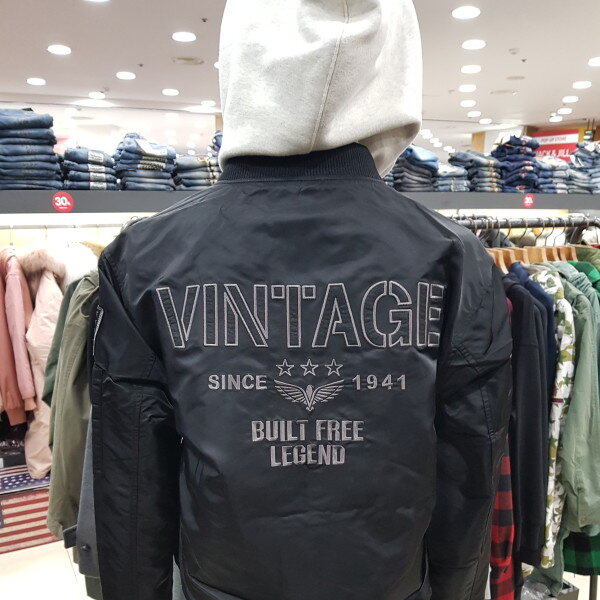 VINTAGE
SINCE 1941
BUILT FREE
LEGEND
30%